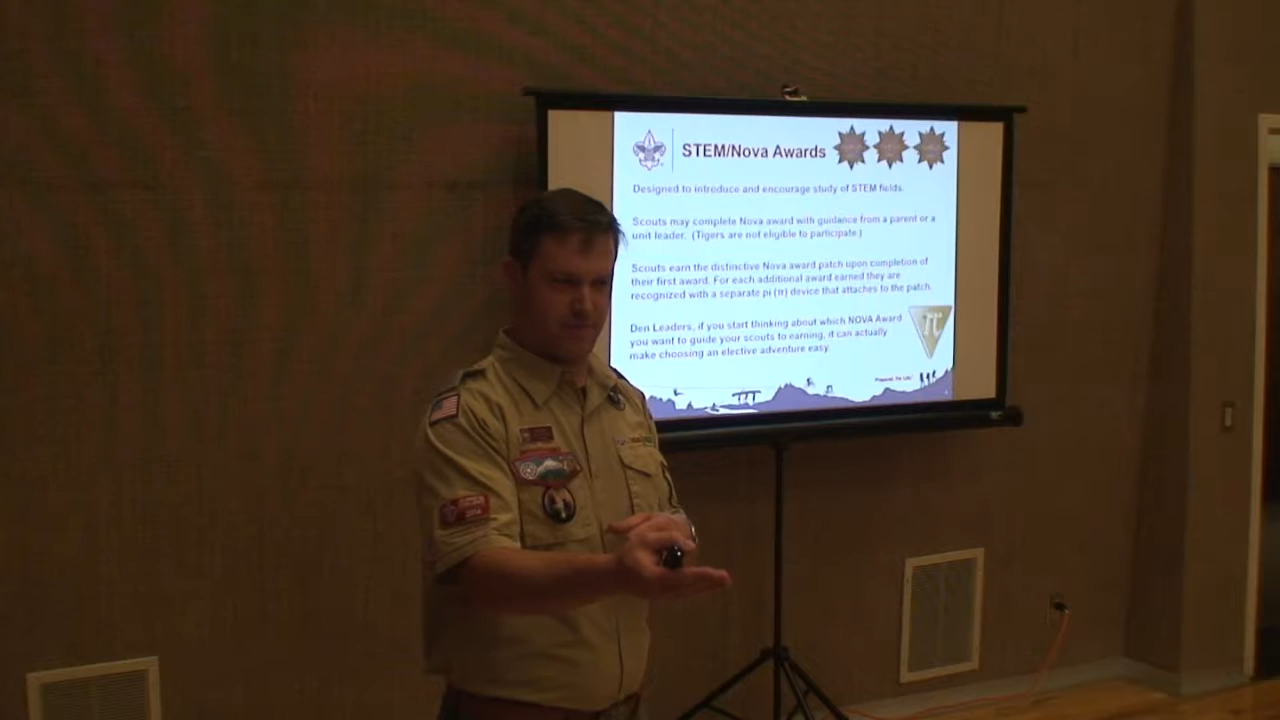 STEM/Nova Awards
Designed to introduce and encourage study of STEM fields.
Scouts may complete Nova award with guidance from a parent or a
unit leader. (Tigers are not eligible to participate.)
Scouts earn the distinctive Nova award patch upon completion of
their first award. For each additional award earned they are
recognized with a separate pi (π) device that attaches to the patch.
Den Leaders, if you start thinking about which NOVA Award
you want to guide your scouts to earning, it can actually
make choosing an elective adventure easy.
π
Prepared. For Life.